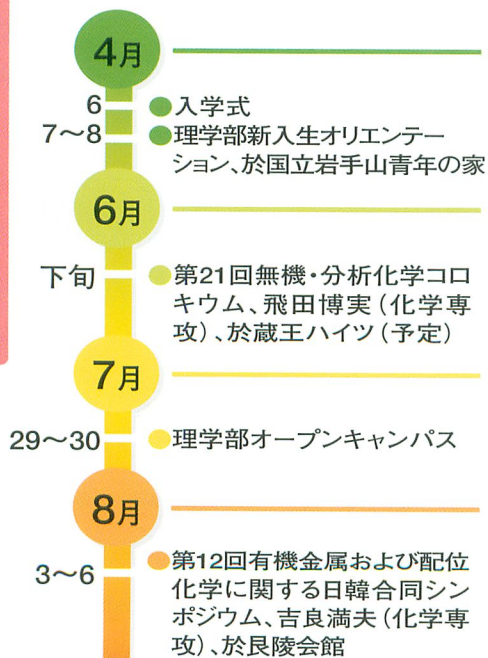 4月
6
●入学式
7～8
●理学部新入生オリエンテー
ション、於国立岩手山青年の家
6月
下旬
●第21回無機・分析化学コロ
キウム、飛田博実（化学専
攻）、於蔵王ハイツ（予定）
7月
29～30
●理学部オープンキャンパス
8月
3～6
●第12回有機金属および配位
化学に関する日韓合同シン
ポジウム、吉良満夫（化学専
攻）、於艮陵会館